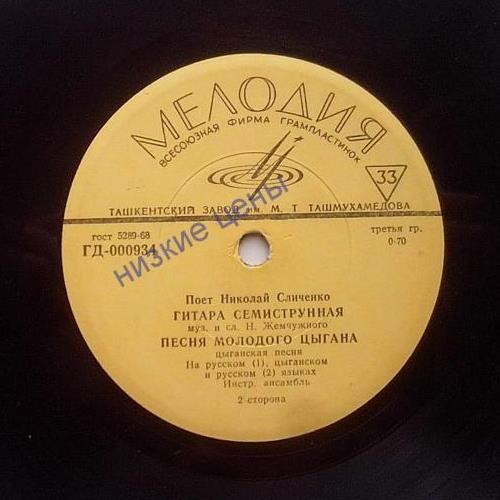 МЕЛОДИЯ
ВСЕСОЮЗНАЯ ФИРМА ГРАМПЛАСТИНОК
33
ТАШКЕНТСКИЙ ЗАВОД им. М. Т. ТАШМУХАМЕДОВА
гост 5289-68
третья гр.
ГД-000934
0-70
низкие цены
Поет Николай Сличенко
ГИТАРА СЕМИСТРУННАЯ
муз. и сл. Н. Жемчужного
ПЕСНЯ МОЛОДОГО ЦЫГАНА
цыганская песня
На русском (1), цыганском
и русском (2) языках
Инстр. ансамбль
2 сторона